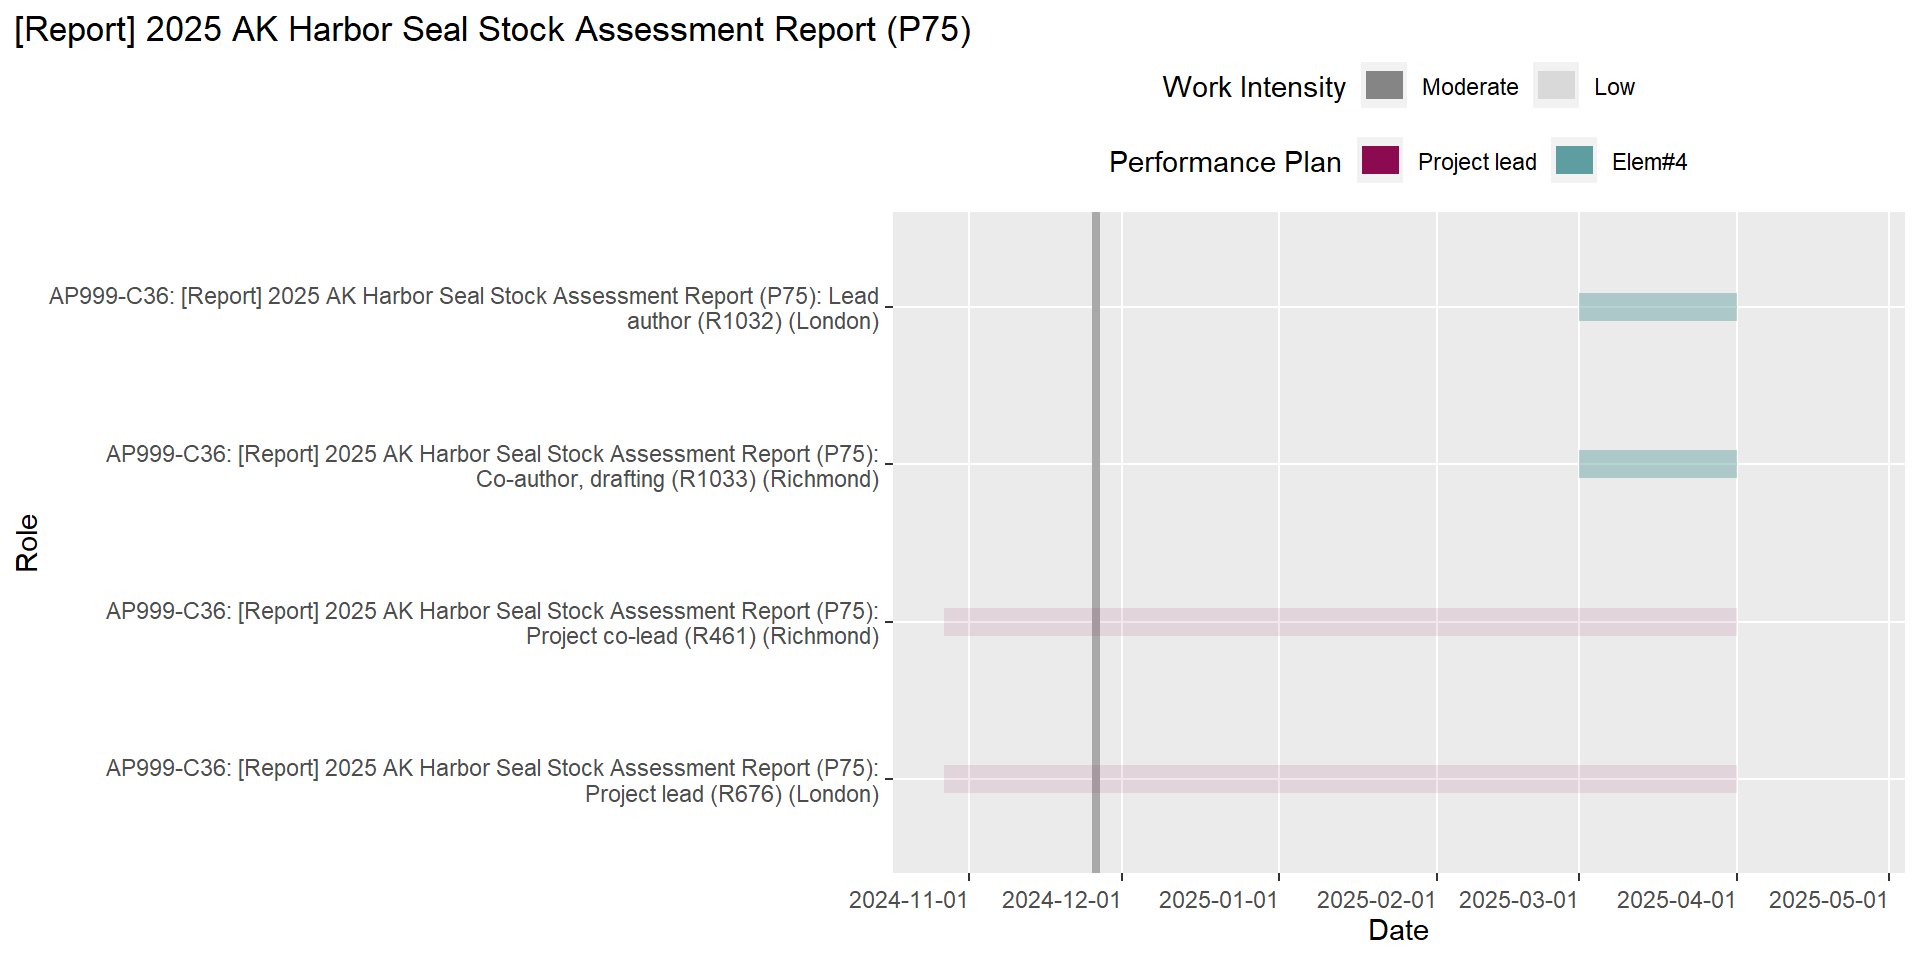 [Report] 2025 AK Harbor Seal Stock Assessment Report (P75)
Work Intensity Moderate Low
Performance Plan Project lead Elem#4
AP999-C36: [Report] 2025 AK Harbor Seal Stock Assessment Report (P75): Lead
author (R1032) (London)
AP999-C36: [Report] 2025 AK Harbor Seal Stock Assessment Report (P75):
Co-author, drafting (R1033) (Richmond)
Role
AP999-C36: [Report] 2025 AK Harbor Seal Stock Assessment Report (P75):
Project co-lead (R461) (Richmond)
AP999-C36: [Report] 2025 AK Harbor Seal Stock Assessment Report (P75):
Project lead (R676) (London)
2024-11-01 2024-12-01 2025-01-01 2025-02-01 2025-03-01 2025-04-01 2025-05-01
Date